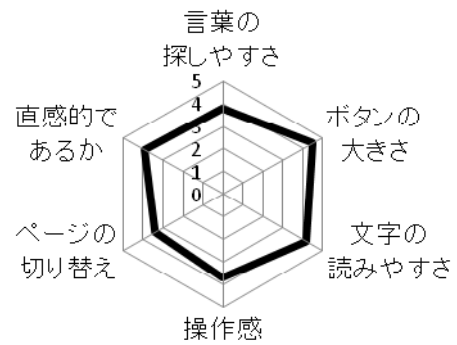 言葉の
探しやすさ
5
4
3
2
1
0
直感的で
あるか
ボタンの
大きさ
ページの
切り替え
文字の
読みやすさ
操作感